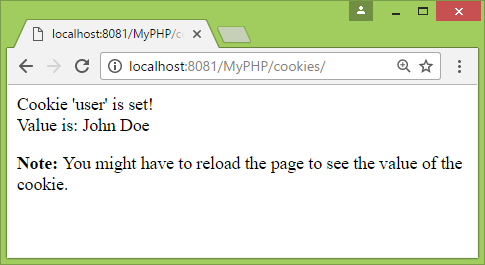 localhost:8081/MyPHP/co
localhost:8081/MyPHP/cookies/
Cookie 'user' is set!
Value is: John Doe
Note: You might have to reload the page to see the value of the
cookie.